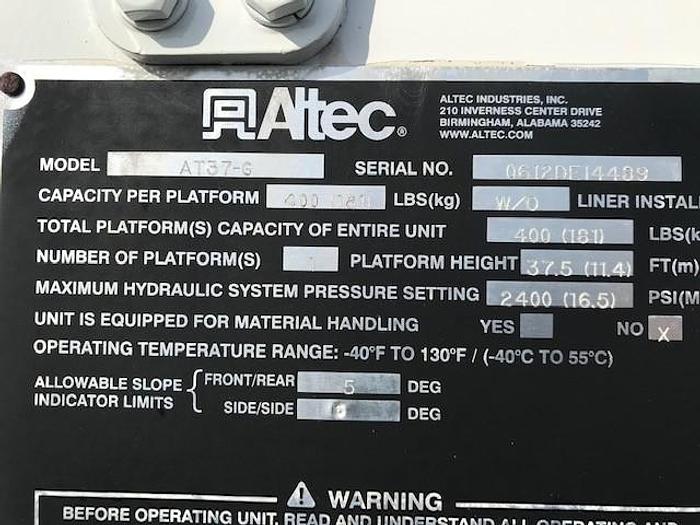 Altec®
ALTEC INDUSTRIES, INC.
210 INVERNESS CENTER DRIVE
BIRMINGHAM, ALABAMA 35242
WWW.ALTEC.COM
MODEL AT37-G SERIAL NO. 0612DE14489
CAPACITY PER PLATFORM 400 (181) LBS(kg) W/O LINER INSTAL
TOTAL PLATFORM(S) CAPACITY OF ENTIRE UNIT 400 (181) LBS(k
NUMBER OF PLATFORM(S) 1 PLATFORM HEIGHT 37.5 (11.4) FT(m)
MAXIMUM HYDRAULIC SYSTEM PRESSURE SETTING 2400 (16.5) PSI(M
UNIT IS EQUIPPED FOR MATERIAL HANDLING YES NO X
OPERATING TEMPERATURE RANGE: -40°F TO 130°F / (-40°C TO 55°C)
ALLOWABLE SLOPE INDICATOR LIMITS
FRONT/REAR 5 DEG
SIDE/SIDE DEG
WARNING
BEFORE OPERATING UNIT, READ AND UNDERSTAND ALL OPERATING AN